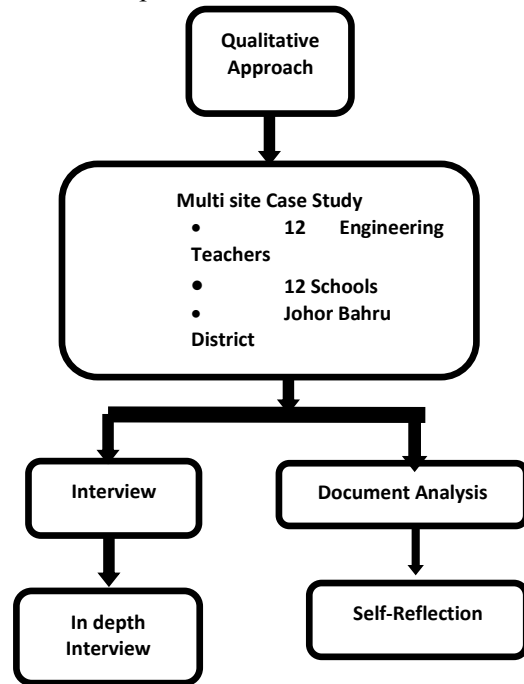 Qualitative
Approach
Multi site Case Study
• 12 Engineering
Teachers
• 12 Schools
• Johor Bahru
District
Interview
Document Analysis
In depth
Interview
Self-Reflection